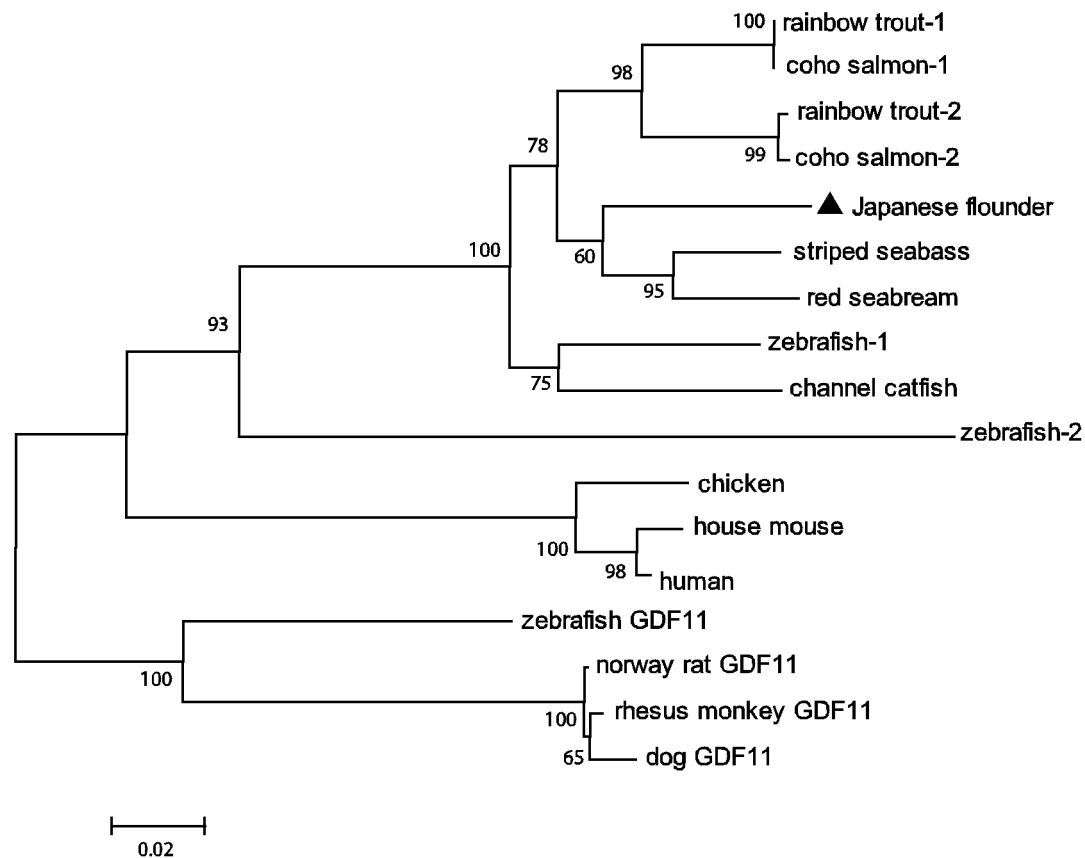 100
rainbow trout-1
coho salmon-1
98
rainbow trout-2
99
coho salmon-2
78
Japanese flounder
60
striped seabass
95
red seabream
100
zebrafish-1
75
channel catfish
93
zebrafish-2
chicken
house mouse
100
98
human
zebrafish GDF11
100
norway rat GDF11
100
rhesus monkey GDF11
65
dog GDF11
0.02